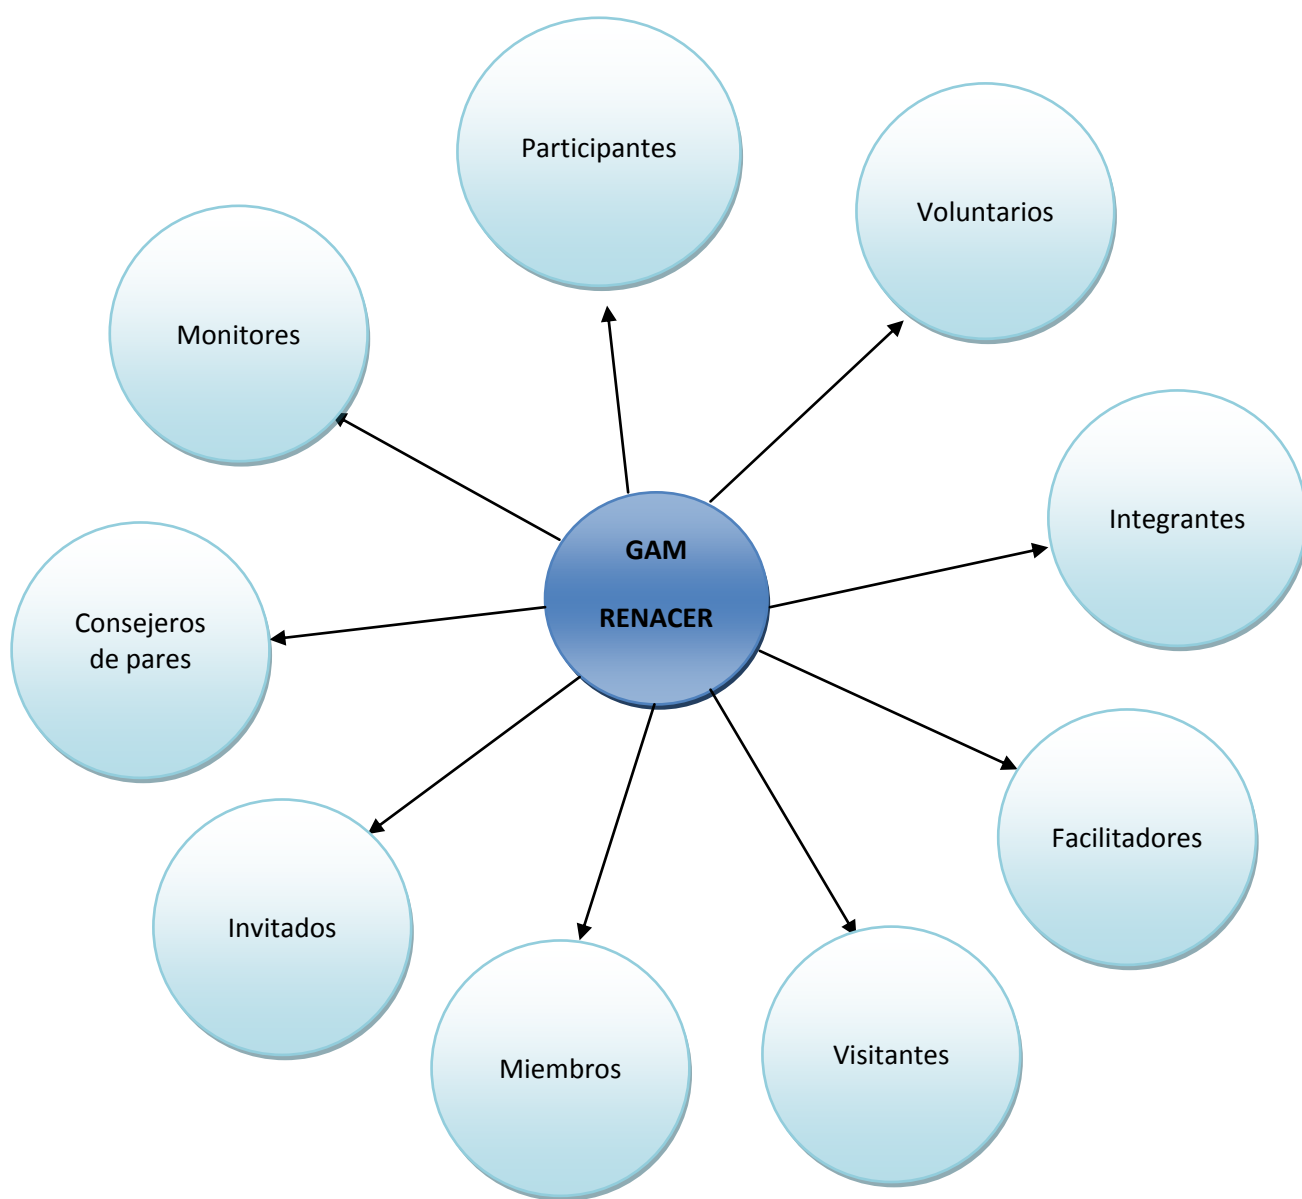 Participantes
Voluntarios
Monitores
Integrantes
GAM
RENACER
Consejeros
de pares
Facilitadores
Invitados
Visitantes
Miembros